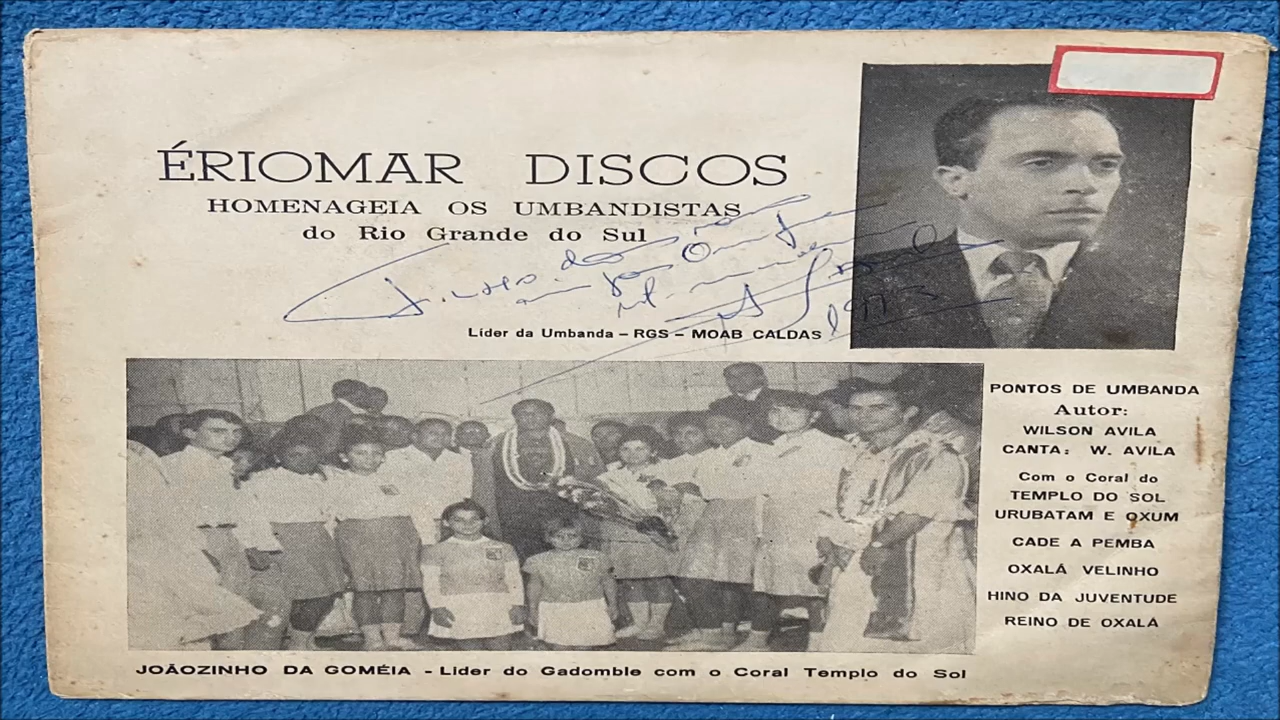 ÉRIOMAR DISCOS
HOMENAGEIA OS UMBANDISTAS
do Rio Grande do Sul
Líder da Umbanda – RGS – MOAB CALDAS
PONTOS DE UMBANDA
Autor:
WILSON AVILA
CANTA: W. AVILA
Com o Coral do
TEMPLO DO SOL
URUBATAM E OXUM
CADE A PEMBA
OXALÁ VELINHO
HINO DA JUVENTUDE
REINO DE OXALÁ
JOÃOZINHO DA GOMÉIA - Líder do Gadomble com o Coral Templo do Sol